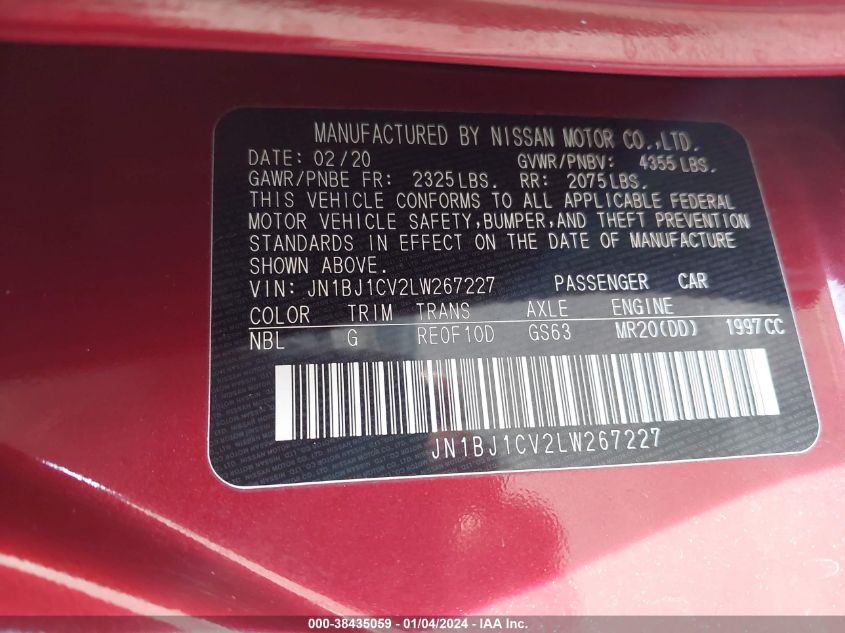 MANUFACTURED BY NISSAN MOTOR CO.,LTD.
DATE: 02/20 GVWR/PNBV: 4355 LBS.
GAWR/PNBE FR: 2325 LBS. RR: 2075 LBS.
THIS VEHICLE CONFORMS TO ALL APPLICABLE FEDERAL
MOTOR VEHICLE SAFETY, BUMPER, AND THEFT PREVENTION
STANDARDS IN EFFECT ON THE DATE OF MANUFACTURE
SHOWN ABOVE.
VIN: JN1BJ1CV2LW267227 PASSENGER CAR
COLOR TRIM TRANS AXLE ENGINE
NBL G RE0F10D GS63 MR20(DD) 1997 CC
JN1BJ1CV2LW267227
000-38435059 - 01/04/2024 - IAA Inc.